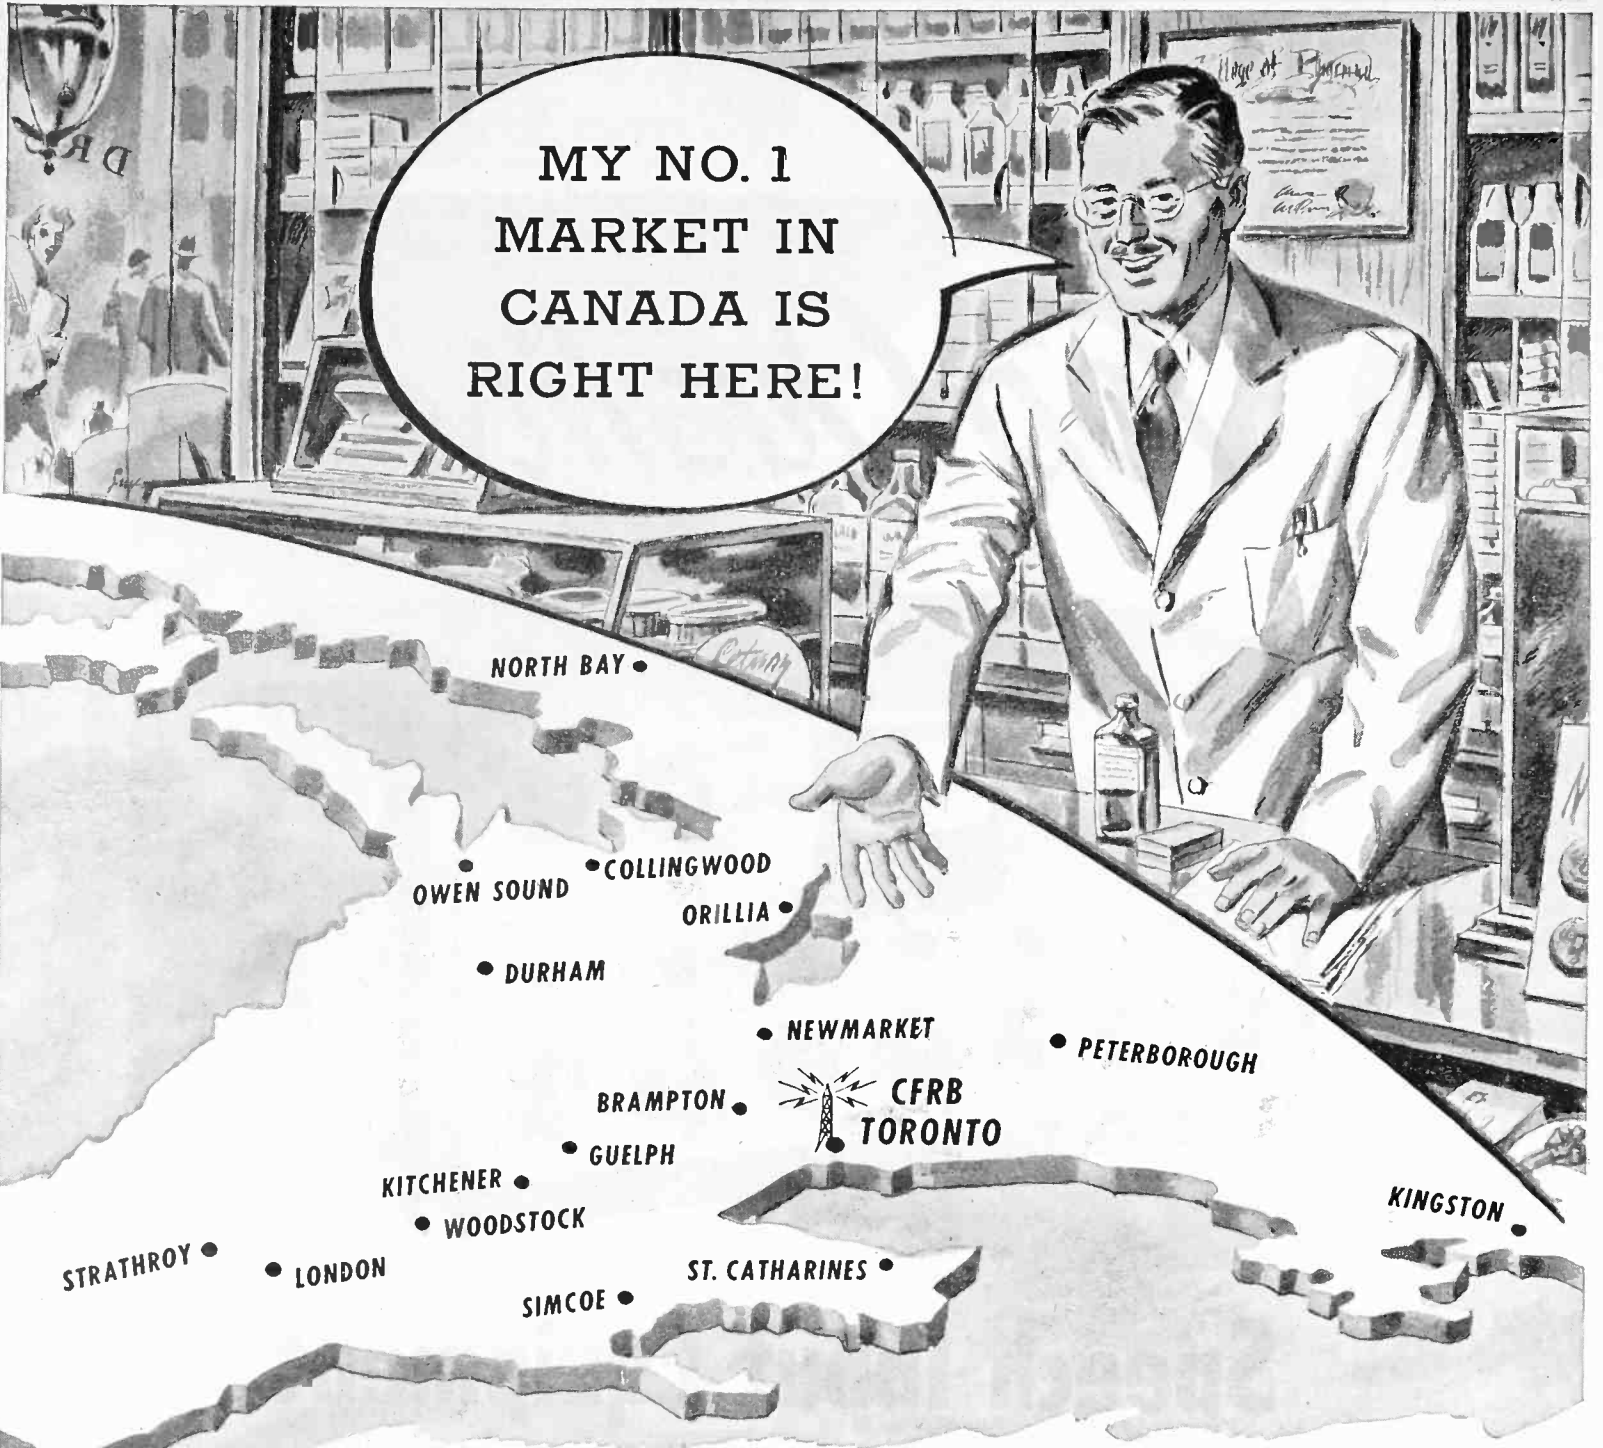 MY NO. 1
MARKET IN
CANADA IS
RIGHT HERE!
NORTH BAY
OWEN SOUND
COLLINGWOOD
ORILLIA
DURHAM
NEWMARKET
PETERBOROUGH
BRAMPTON
CFRB
TORONTO
GUELPH
KITCHENER
WOODSTOCK
KINGSTON
STRATHROY
LONDON
ST. CATHARINES
SIMCOE